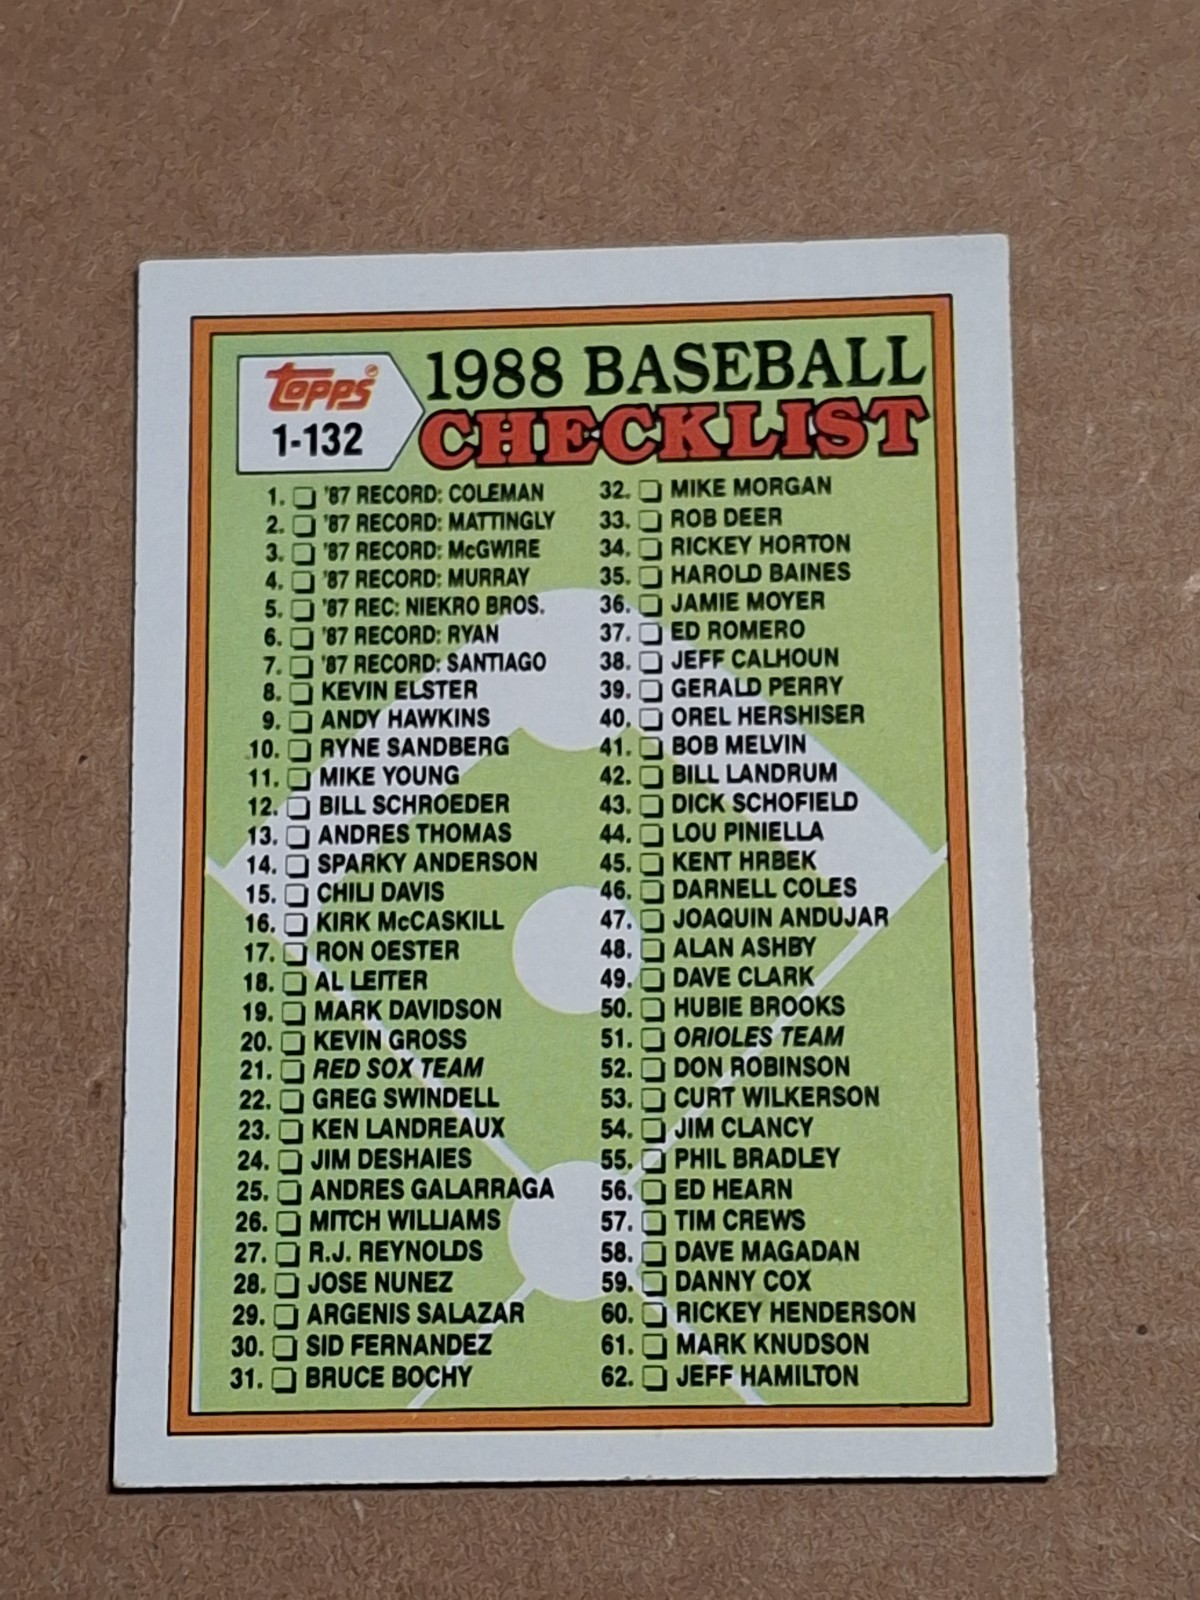 Topps
1-132
1988 BASEBALL
CHECKLIST
1. '87 RECORD: COLEMAN
2. '87 RECORD: MATTINGLY
3. '87 RECORD: McGWIRE
4. '87 RECORD: MURRAY
5. '87 REC: NIEKRO BROS.
6. '87 RECORD: RYAN
7. '87 RECORD: SANTIAGO
8. KEVIN ELSTER
9. ANDY HAWKINS
10. RYNE SANDBERG
11. MIKE YOUNG
12. BILL SCHROEDER
13. ANDRES THOMAS
14. SPARKY ANDERSON
15. CHILI DAVIS
16. KIRK McCASKILL
17. RON OESTER
18. AL LEITER
19. MARK DAVIDSON
20. KEVIN GROSS
21. RED SOX TEAM
22. GREG SWINDELL
23. KEN LANDREAUX
24. JIM DESHAIES
25. ANDRES GALARRAGA
26. MITCH WILLIAMS
27. R.J. REYNOLDS
28. JOSE NUNEZ
29. ARGENIS SALAZAR
30. SID FERNANDEZ
31. BRUCE BOCHY
32. MIKE MORGAN
33. ROB DEER
34. RICKEY HORTON
35. HAROLD BAINES
36. JAMIE MOYER
37. ED ROMERO
38. JEFF CALHOUN
39. GERALD PERRY
40. OREL HERSHISER
41. BOB MELVIN
42. BILL LANDRUM
43. DICK SCHOFIELD
44. LOU PINIELLA
45. KENT HRBEK
46. DARNELL COLES
47. JOAQUIN ANDUJAR
48. ALAN ASHBY
49. DAVE CLARK
50. HUBIE BROOKS
51. ORIOLES TEAM
52. DON ROBINSON
53. CURT WILKERSON
54. JIM CLANCY
55. PHIL BRADLEY
56. ED HEARN
57. TIM CREWS
58. DAVE MAGADAN
59. DANNY COX
60. RICKEY HENDERSON
61. MARK KNUDSON
62. JEFF HAMILTON